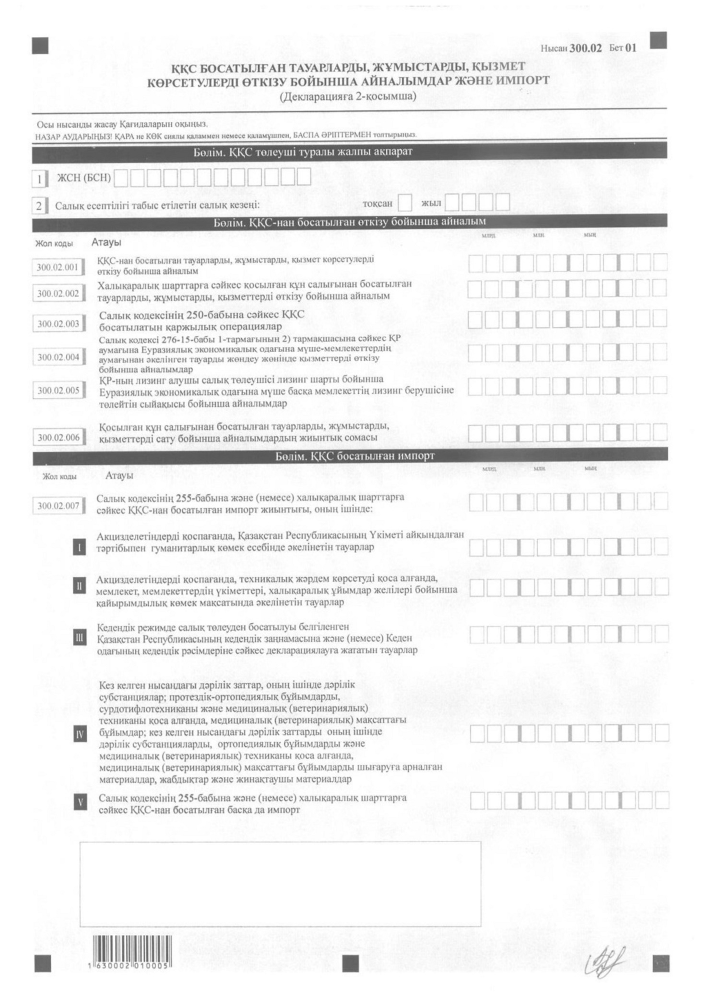 Нысан 300.02 Бет 01
ҚҚС БОСАТЫЛҒАН ТАУАРЛАРДЫ, ЖҰМЫСТАРДЫ, ҚЫЗМЕТ
КӨРСЕТУЛЕРДІ ӨТКІЗУ БОЙЫНША АЙНАЛЫМДАР ЖӘНЕ ИМПОРТ
(Декларацияға 2-қосымша)
Осы нысанды жасау Қағидаларын оқыңыз.
НАЗАР АУДАРЫҢЫЗ! ҚАРА не КӨК сиялы қаламмен немесе қаламұшпен, БАСПА ӘРІПТЕРМЕН толтырыңыз.
Бөлім. ҚҚС төлеуші туралы жалпы ақпарат
1 ЖСН (БСН)
2 Салық есептілігі табыс етілетін салық кезеңі: тоқсан жыл
Бөлім. ҚҚС-нан босатылған өткізу бойынша айналым
Жол коды Атауы млрд. млн. мың
300.02.001 ҚҚС-нан босатылған тауарларды, жұмыстарды, қызмет көрсетулерді
өткізу бойынша айналым
300.02.002 Халықаралық шарттарға сәйкес қосылған құн салығынан босатылған
тауарларды, жұмыстарды, қызметтерді өткізу бойынша айналым
300.02.003 Салық кодексінің 250-бабына сәйкес ҚҚС
босатылатын қаржылық операциялар
Салық кодексі 276-15-бабы 1-тармағының 2) тармақшасына сәйкес ҚР
аумағына Еуразиялық экономикалық одағына мүше-мемлекеттердің
300.02.004 аумағынан әкелінген тауарды жөндеу жөнінде қызметтерді өткізу
бойынша айналымдар
ҚР-ның лизинг алушы салық төлеушісі лизинг шарты бойынша
300.02.005 Еуразиялық экономикалық одағына мүше басқа мемлекеттің лизинг берушісіне
төлейтін сыйақысы бойынша айналымдар
Қосылған құн салығынан босатылған тауарларды, жұмыстарды,
300.02.006 қызметтерді сату бойынша айналымдардың жиынтық сомасы
Бөлім. ҚҚС босатылған импорт
Жол коды Атауы млрд. млн. мың
300.02.007 Салық кодексінің 255-бабына және (немесе) халықаралық шарттарға
сәйкес ҚҚС-нан босатылған импорт жиынтығы, оның ішінде:
I Акцизделетіндерді қоспағанда, Қазақстан Республикасының Үкіметі айқындалған
тәртібыпен гуманитарлық көмек есебінде әкелінетін тауарлар
II Акцизделетіндерді қоспағанда, техникалық жәрдем көрсетуді қоса алғанда,
мемлекет, мемлекеттердің үкіметтері, халықаралық ұйымдар желілері бойынша
қайырымдылық көмек мақсатында әкелінетін тауарлар
Кедендік режимде салық төлеуден босатылуы белгіленген
III Қазақстан Республикасының кедендік заңнамасына және (немесе) Кеден
одағының кедендік рәсімдеріне сәйкес декларациялауға жататын тауарлар
Кез келген нысандағы дәрілік заттар, оның ішінде дәрілік
субстанциялар; протездік-ортопедиялық бұйымдарды,
сурдотифлотехниканы және медициналық (ветеринариялық)
техниканы қоса алғанда, медициналық (ветеринариялық) мақсаттағы
IV бұйымдар; кез келген нысандағы дәрілік заттарды оның ішінде
дәрілік субстанцияларды, ортопедиялық бұйымдарды және
медициналық (ветеринариялық) техниканы қоса алғанда,
медициналық (ветеринариялық) мақсаттағы бұйымдарды шығаруға арналған
материалдар, жабдықтар және жинақтаушы материалдар
V Салық кодексінің 255-бабына және (немесе) халықаралық шарттарға
сәйкес ҚҚС-нан босатылған басқа да импорт
1 630002 010005